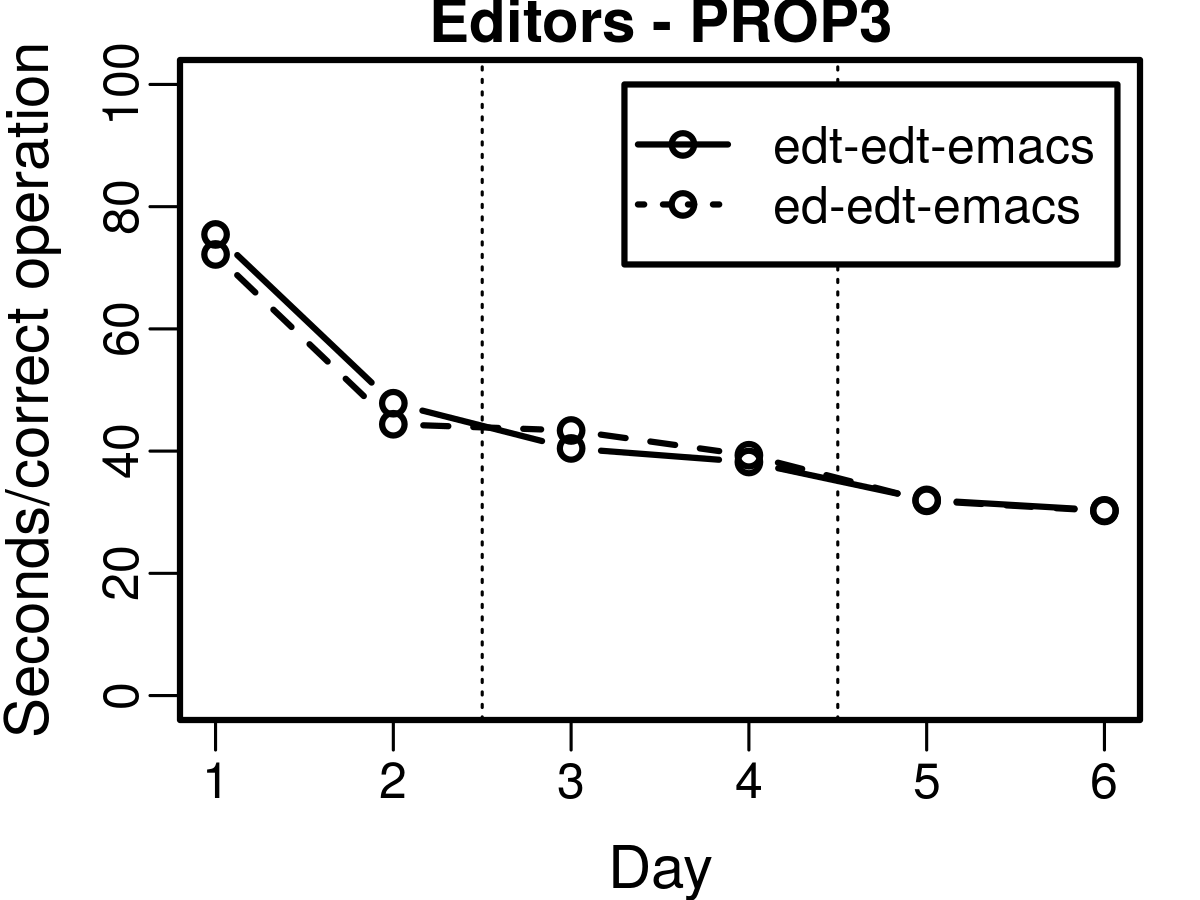 Editors - PROP3
Seconds/correct operation
100
80
60
40
20
0
edt-edt-emacs
ed-edt-emacs
1 2 3 4 5 6
Day